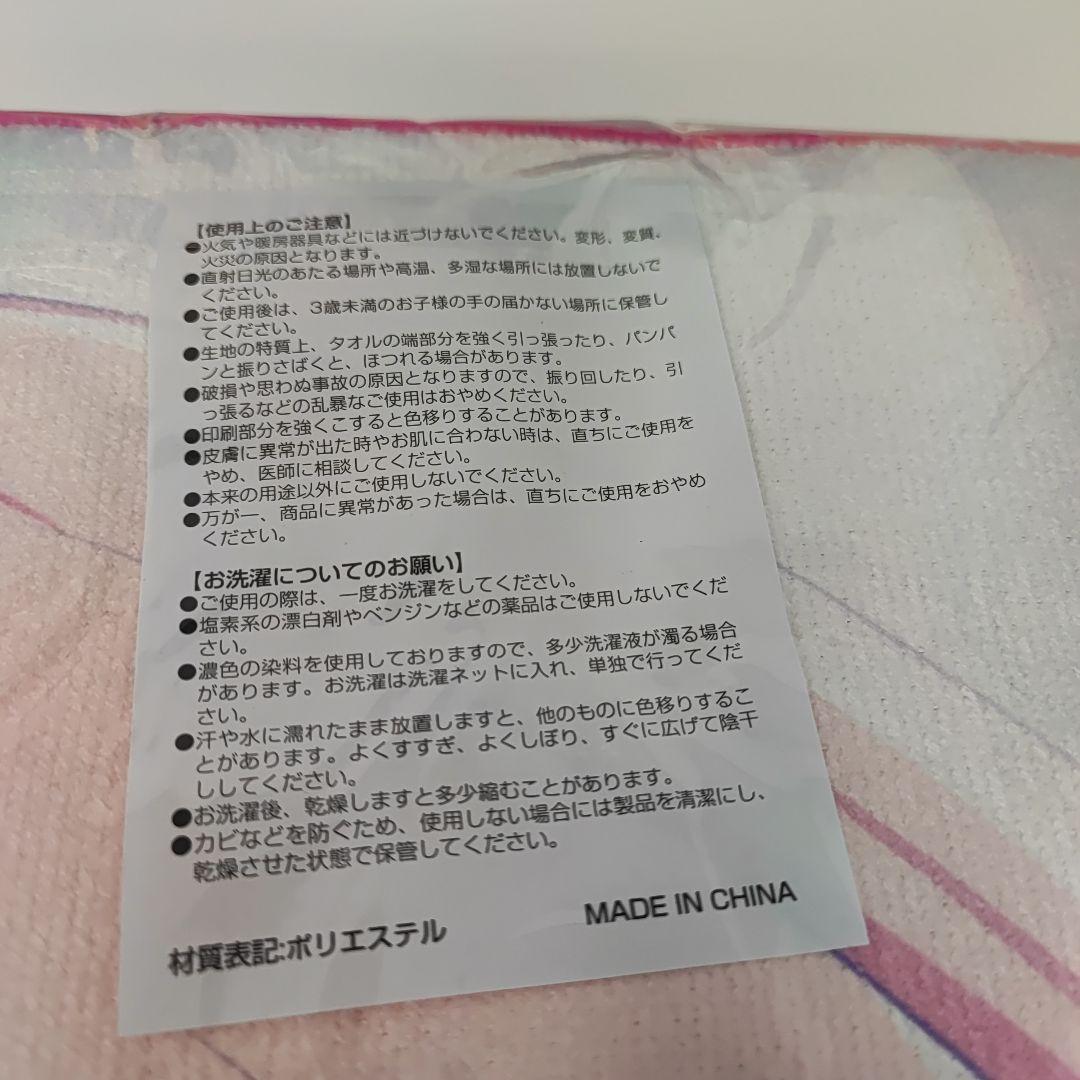 【使用上のご注意】
●火気や暖房器具などには近づけないでください。変形、変質、
火災の原因となります。
●直射日光のあたる場所や高温、多湿な場所には放置しないで
ください。
●ご使用後は、3歳未満のお子様の手の届かない場所に保管し
てください。
●生地の特質上、タオルの端部分を強く引っ張ったり、パンパ
ンと振りさばくと、ほつれる場合があります。
●破損や思わぬ事故の原因となりますので、振り回したり、引
っ張るなどの乱暴なご使用はおやめください。
●印刷部分を強くこすると色移りすることがあります。
●皮膚に異常が出た時やお肌に合わない時は、直ちにご使用を
やめ、医師に相談してください。
●本来の用途以外にご使用しないでください。
●万が一、商品に異常があった場合は、直ちにご使用をおやめ
ください。
【お洗濯についてのお願い】
●ご使用の際は、一度お洗濯をしてください。
●塩素系の漂白剤やベンジンなどの薬品はご使用しないでくだ
さい。
●濃色の染料を使用しておりますので、多少洗濯液が濁る場合
があります。お洗濯は洗濯ネットに入れ、単独で行ってくだ
さい。
●汗や水に濡れたまま放置しますと、他のものに色移りするこ
とがあります。よくすすぎ、よくしぼり、すぐに広げて陰干
ししてください。
●お洗濯後、乾燥しますと多少縮むことがあります。
●カビなどを防ぐため、使用しない場合には製品を清潔にし、
乾燥させた状態で保管してください。
MADE IN CHINA
材質表記:ポリエステル